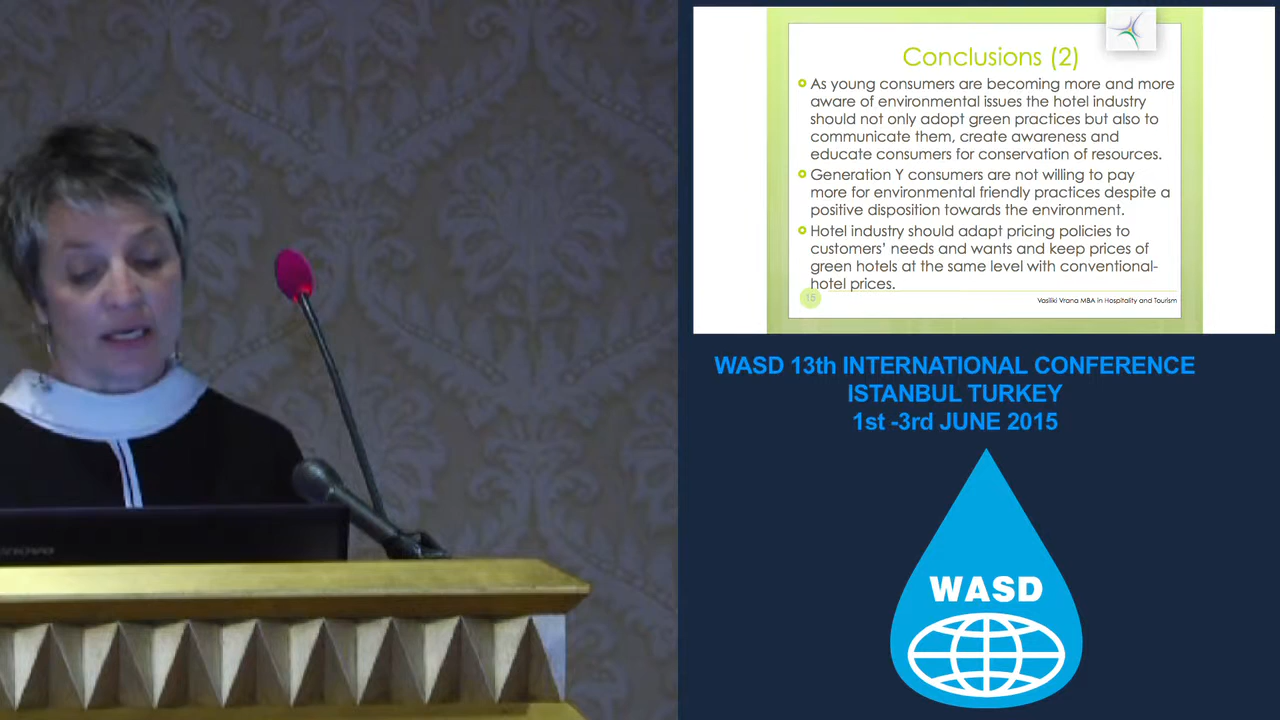 Conclusions (2)
As young consumers are becoming more and more
aware of environmental issues the hotel industry
should not only adopt green practices but also to
communicate them, create awareness and
educate consumers for conservation of resources.
Generation Y consumers are not willing to pay
more for environmental friendly practices despite a
positive disposition towards the environment.
Hotel industry should adapt pricing policies to
customers' needs and wants and keep prices of
green hotels at the same level with conventional-
hotel prices.
15
Vasiliki Vrana MBA in Hospitality and Tourism
WASD 13th INTERNATIONAL CONFERENCE
ISTANBUL TURKEY
1st -3rd JUNE 2015
WASD